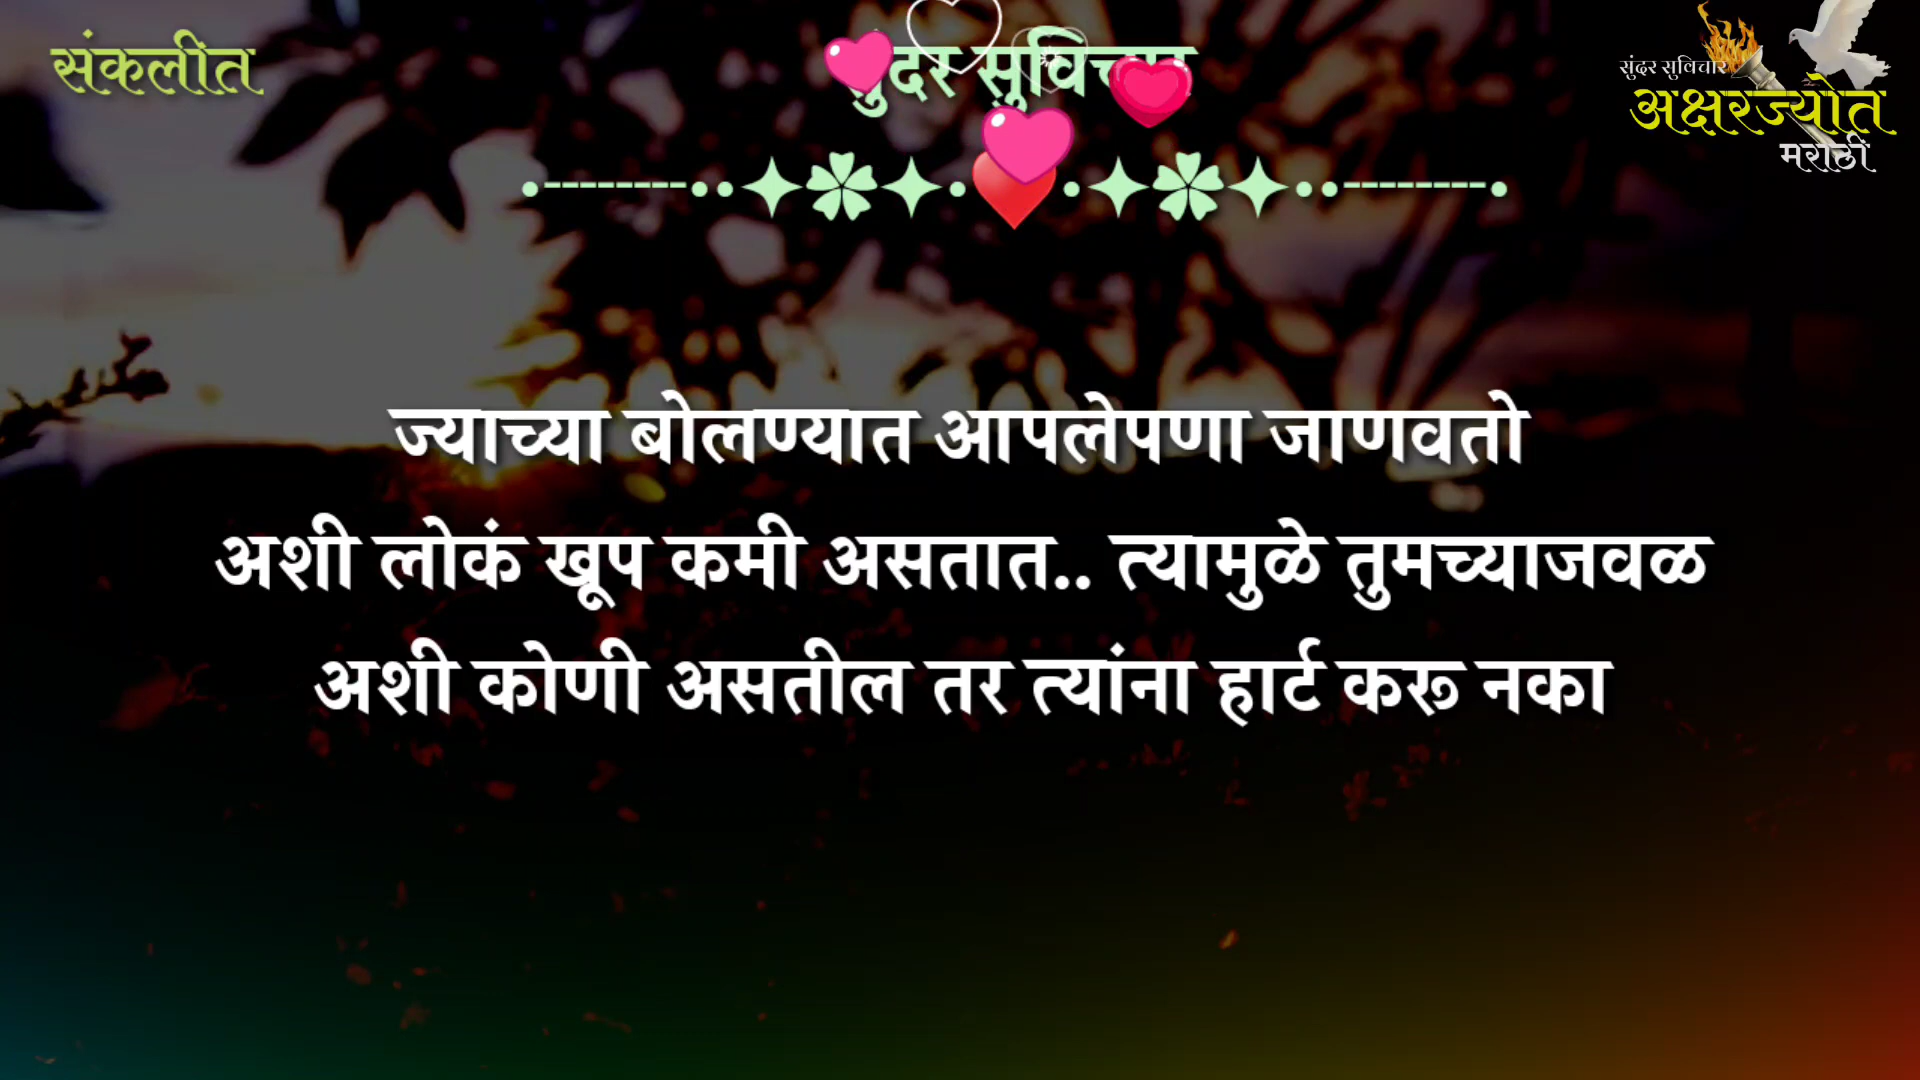 संकलीत
सुंदर सुविचार
सुंदर सुविचार
अक्षरज्योत
मराठी
ज्याच्या बोलण्यात आपलेपणा जाणवतो
अशी लोकं खूप कमी असतात.. त्यामुळे तुमच्याजवळ
अशी कोणी असतील तर त्यांना हार्ट करू नका